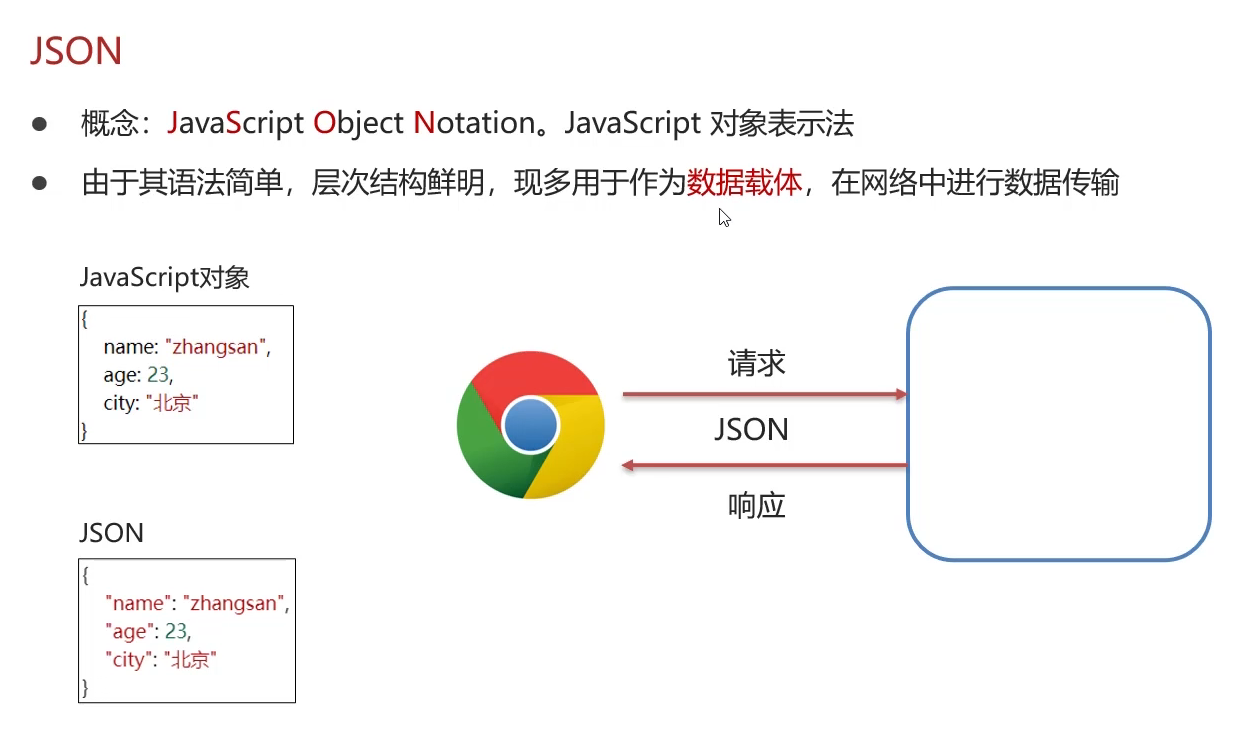 JSON
概念：JavaScript Object Notation。JavaScript 对象表示法
由于其语法简单，层次结构鲜明，现多用于作为数据载体，在网络中进行数据传输
JavaScript对象
{
name: "zhangsan",
age: 23,
city: "北京"
}
请求
JSON
响应
JSON
{
"name": "zhangsan",
"age": 23,
"city": "北京"
}